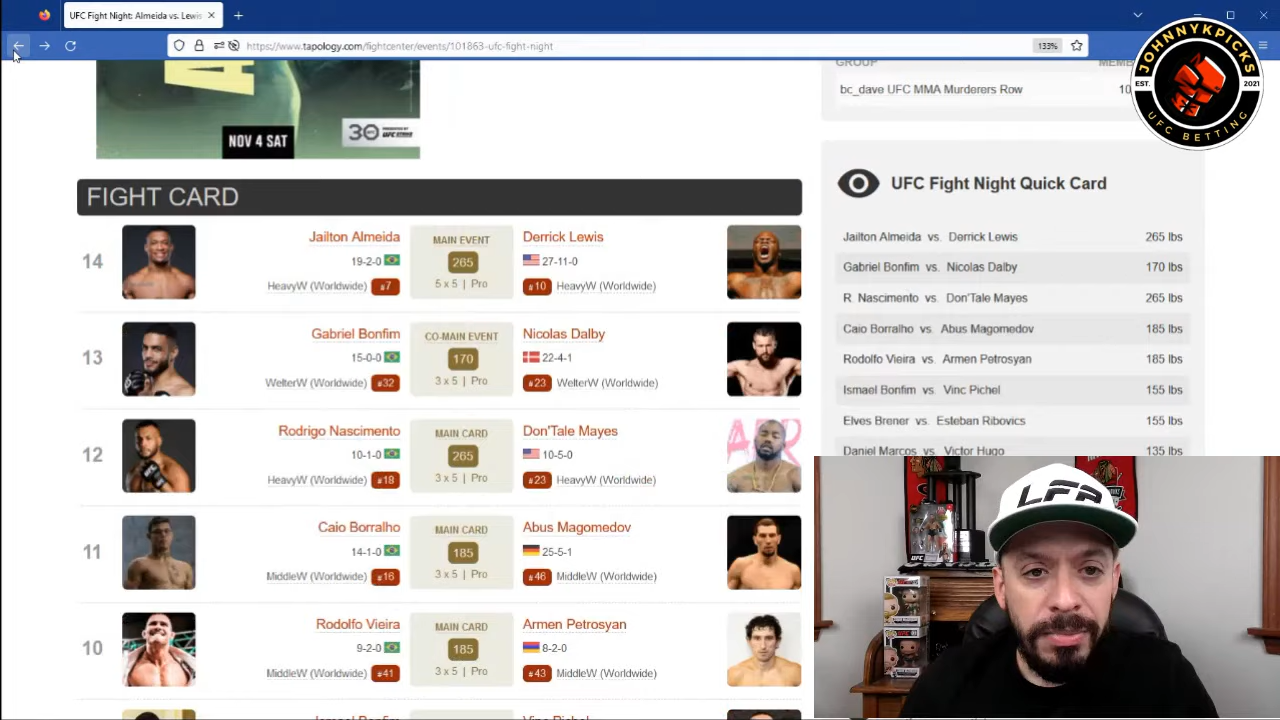 UFC Fight Night: Almeida vs. Lewis
https://www.tapology.com/fightcenter/events/101863-ufc-fight-night
133%
JOHNNYKPICKS
EST. 2021
UFC BETTING
GROUP
bc_dave UFC MMA Murderers Row
10
NOV 4 SAT
30
FIGHT CARD
14
Jailton Almeida
19-2-0
HeavyW (Worldwide) #7
MAIN EVENT
265
5 x 5 | Pro
Derrick Lewis
27-11-0
#10 HeavyW (Worldwide)
13
Gabriel Bonfim
15-0-0
WelterW (Worldwide) #32
CO-MAIN EVENT
170
3 x 5 | Pro
Nicolas Dalby
22-4-1
#23 WelterW (Worldwide)
12
Rodrigo Nascimento
10-1-0
HeavyW (Worldwide) #18
MAIN CARD
265
3 x 5 | Pro
Don'Tale Mayes
10-5-0
#23 HeavyW (Worldwide)
11
Caio Borralho
14-1-0
MiddleW (Worldwide) #16
MAIN CARD
185
3 x 5 | Pro
Abus Magomedov
25-5-1
#46 MiddleW (Worldwide)
10
Rodolfo Vieira
9-2-0
MiddleW (Worldwide) #41
MAIN CARD
185
3 x 5 | Pro
Armen Petrosyan
8-2-0
#43 MiddleW (Worldwide)
UFC Fight Night Quick Card
Jailton Almeida vs. Derrick Lewis 265 lbs
Gabriel Bonfim vs. Nicolas Dalby 170 lbs
R. Nascimento vs. Don'Tale Mayes 265 lbs
Caio Borralho vs. Abus Magomedov 185 lbs
Rodolfo Vieira vs. Armen Petrosyan 185 lbs
Ismael Bonfim vs. Vinc Pichel 155 lbs
Elves Brener vs. Esteban Ribovics 155 lbs
Daniel Marcos vs. Victor Hugo 135 lbs
LFA